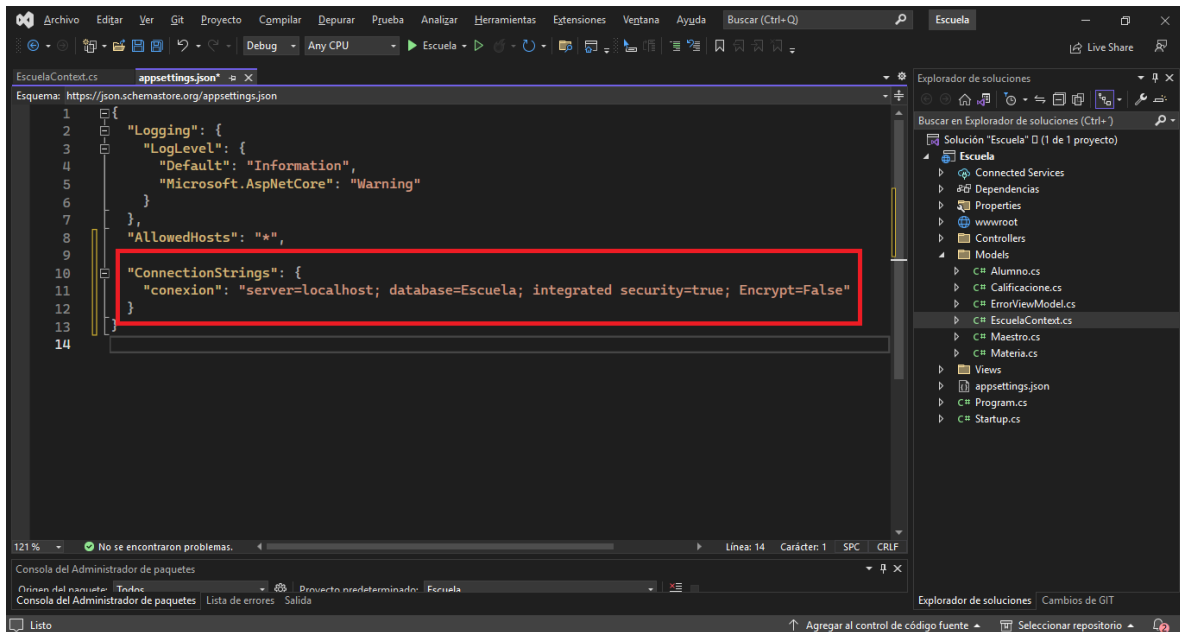 Archivo Editar Ver Git Proyecto Compilar Depurar Prueba Analizar Herramientas Extensiones Ventana Ayuda Buscar (Ctrl+Q) Escuela
Debug Any CPU Escuela Live Share
EscuelaContext.cs appsettings.json*
Esquema: https://json.schemastore.org/appsettings.json
1 {
2 "Logging": {
3 "LogLevel": {
4 "Default": "Information",
5 "Microsoft.AspNetCore": "Warning"
6 }
7 },
8 "AllowedHosts": "*",
9
10 "ConnectionStrings": {
11 "conexion": "server=localhost; database=Escuela; integrated security=true; Encrypt=False"
12 }
13 }
14
121 % No se encontraron problemas. Línea: 14 Carácter: 1 SPC CRLF
Consola del Administrador de paquetes
Origen del paquete: Todos Proyecto predeterminado: Escuela
Consola del Administrador de paquetes Lista de errores Salida
Explorador de soluciones
Buscar en Explorador de soluciones (Ctrl+´)
Solución "Escuela" (1 de 1 proyecto)
Escuela
Connected Services
Dependencias
Properties
wwwroot
Controllers
Models
C# Alumno.cs
C# Calificacione.cs
C# ErrorViewModel.cs
C# EscuelaContext.cs
C# Maestro.cs
C# Materia.cs
Views
appsettings.json
C# Program.cs
C# Startup.cs
Explorador de soluciones Cambios de GIT
Listo Agregar al control de código fuente Seleccionar repositorio 2